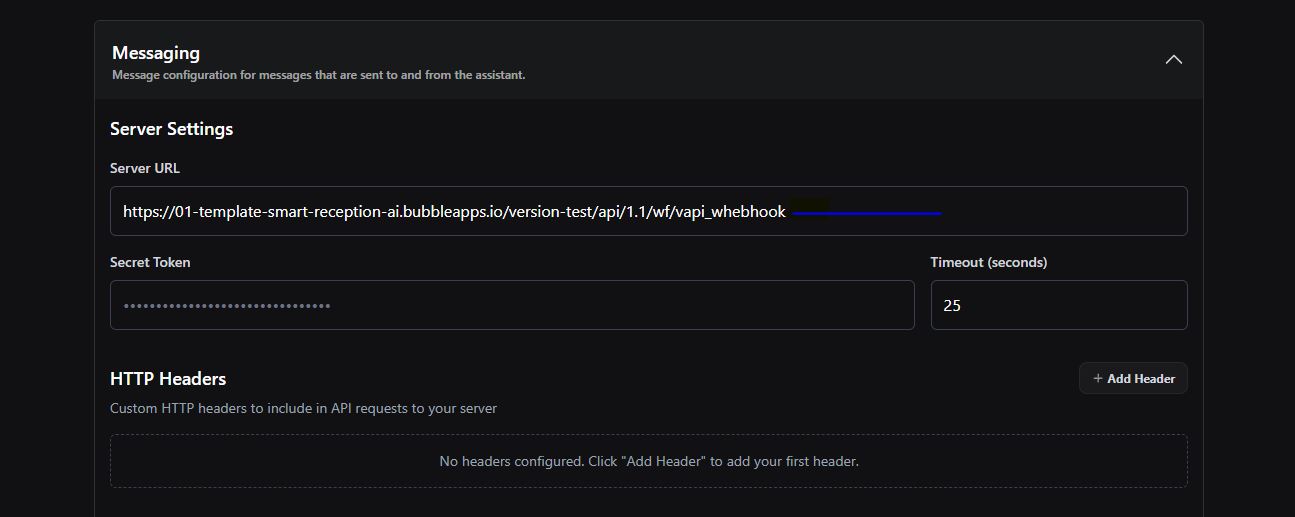 Messaging
Message configuration for messages that are sent to and from the assistant.
Server Settings
Server URL
https://01-template-smart-reception-ai.bubbleapps.io/version-test/api/1.1/wf/vapi_whebhook
Secret Token
Timeout (seconds)
••••••••••••••••••••••••••••••••
25
HTTP Headers
+ Add Header
Custom HTTP headers to include in API requests to your server
No headers configured. Click "Add Header" to add your first header.